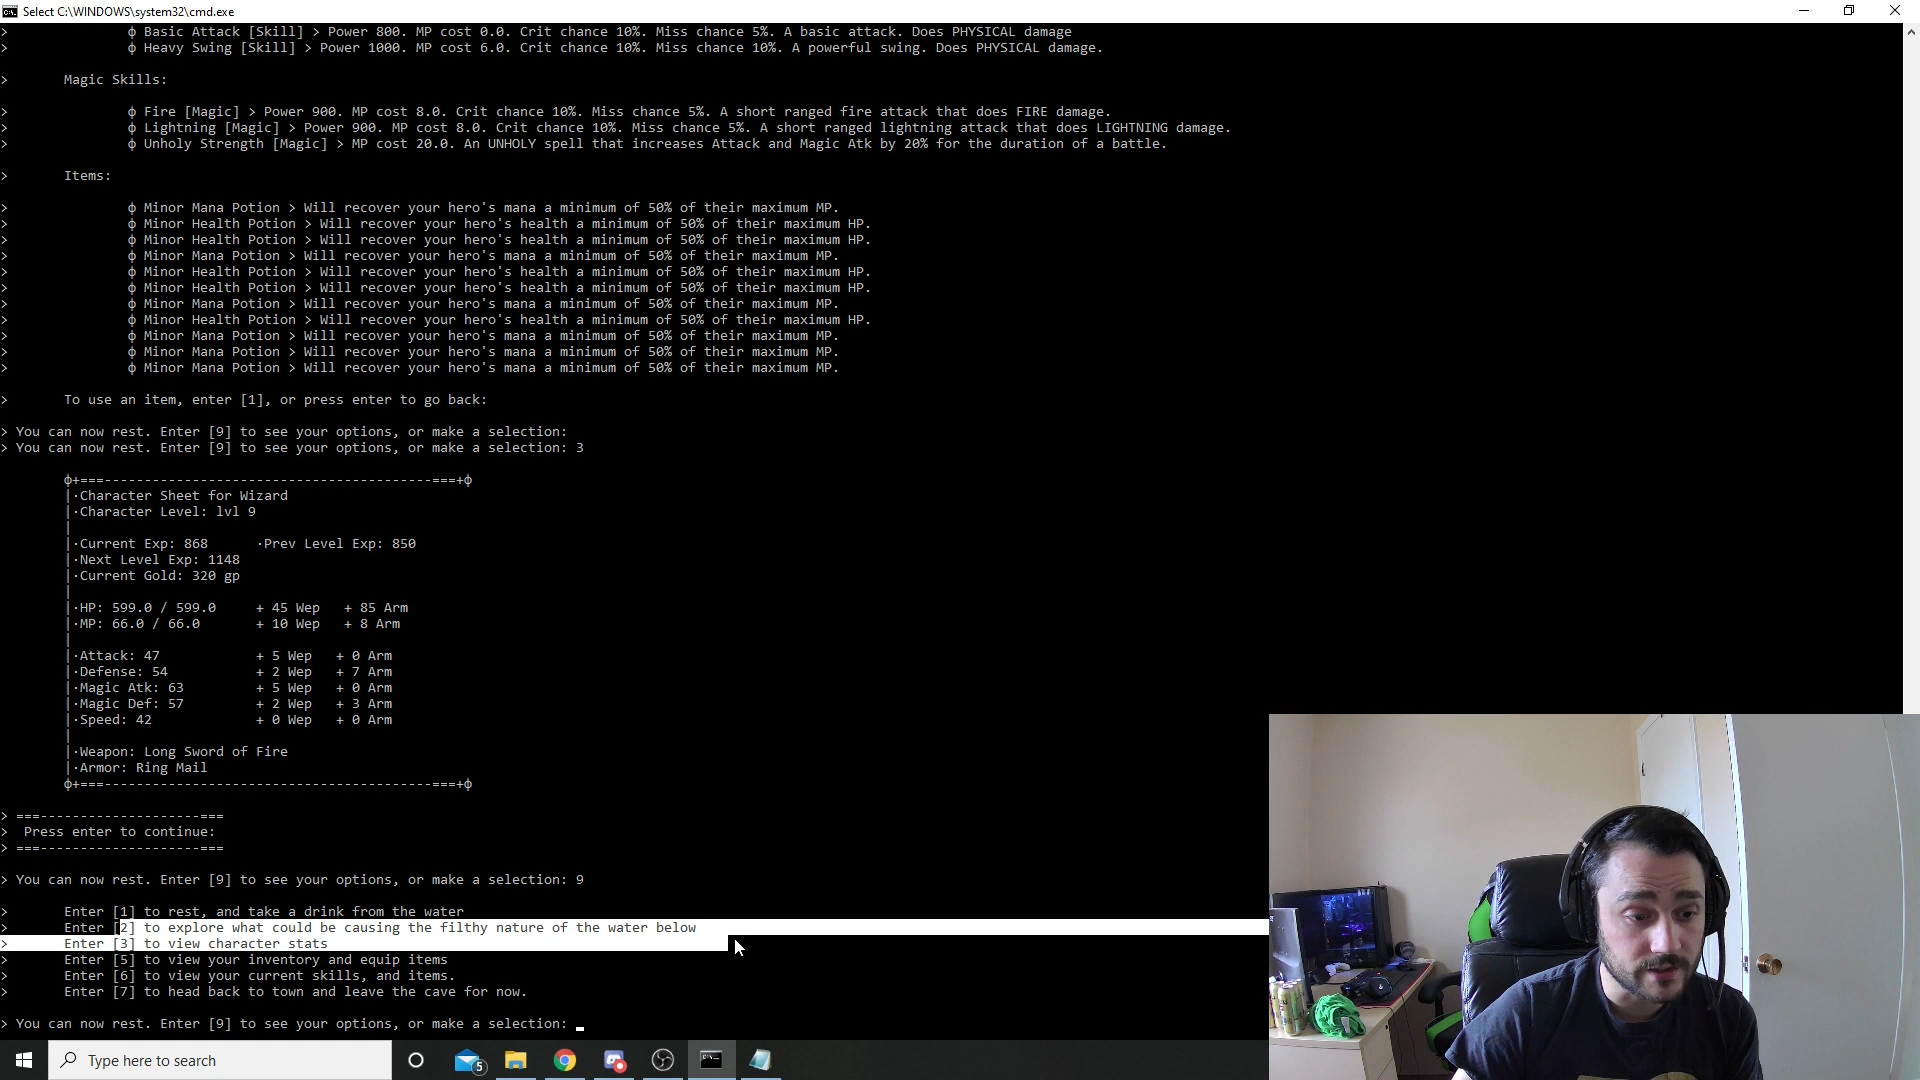 Select C:\WINDOWS\system32\cmd.exe
> ϕ Basic Attack [Skill] > Power 800. MP cost 0.0. Crit chance 10%. Miss chance 5%. A basic attack. Does PHYSICAL damage
> ϕ Heavy Swing [Skill] > Power 1000. MP cost 6.0. Crit chance 10%. Miss chance 10%. A powerful swing. Does PHYSICAL damage.
> Magic Skills:
> ϕ Fire [Magic] > Power 900. MP cost 8.0. Crit chance 10%. Miss chance 5%. A short ranged fire attack that does FIRE damage.
> ϕ Lightning [Magic] > Power 900. MP cost 8.0. Crit chance 10%. Miss chance 5%. A short ranged lightning attack that does LIGHTNING damage.
> ϕ Unholy Strength [Magic] > MP cost 20.0. An UNHOLY spell that increases Attack and Magic Atk by 20% for the duration of a battle.
> Items:
> ϕ Minor Mana Potion > Will recover your hero's mana a minimum of 50% of their maximum MP.
> ϕ Minor Health Potion > Will recover your hero's health a minimum of 50% of their maximum HP.
> ϕ Minor Health Potion > Will recover your hero's health a minimum of 50% of their maximum HP.
> ϕ Minor Mana Potion > Will recover your hero's mana a minimum of 50% of their maximum MP.
> ϕ Minor Health Potion > Will recover your hero's health a minimum of 50% of their maximum HP.
> ϕ Minor Health Potion > Will recover your hero's health a minimum of 50% of their maximum HP.
> ϕ Minor Mana Potion > Will recover your hero's mana a minimum of 50% of their maximum MP.
> ϕ Minor Health Potion > Will recover your hero's health a minimum of 50% of their maximum HP.
> ϕ Minor Mana Potion > Will recover your hero's mana a minimum of 50% of their maximum MP.
> ϕ Minor Mana Potion > Will recover your hero's mana a minimum of 50% of their maximum MP.
> ϕ Minor Mana Potion > Will recover your hero's mana a minimum of 50% of their maximum MP.
> To use an item, enter [1], or press enter to go back:
> You can now rest. Enter [9] to see your options, or make a selection:
> You can now rest. Enter [9] to see your options, or make a selection: 3
ϕ+===-----------------------------------------===+ϕ
|·Character Sheet for Wizard
|·Character Level: lvl 9
|
|·Current Exp: 868 ·Prev Level Exp: 850
|·Next Level Exp: 1148
|·Current Gold: 320 gp
|
|·HP: 599.0 / 599.0 + 45 Wep + 85 Arm
|·MP: 66.0 / 66.0 + 10 Wep + 8 Arm
|
|·Attack: 47 + 5 Wep + 0 Arm
|·Defense: 54 + 2 Wep + 7 Arm
|·Magic Atk: 63 + 5 Wep + 0 Arm
|·Magic Def: 57 + 2 Wep + 3 Arm
|·Speed: 42 + 0 Wep + 0 Arm
|
|·Weapon: Long Sword of Fire
|·Armor: Ring Mail
ϕ+===-----------------------------------------===+ϕ
> ===--------------------===
> Press enter to continue:
> ===--------------------===
> You can now rest. Enter [9] to see your options, or make a selection: 9
> Enter [1] to rest, and take a drink from the water
> Enter [2] to explore what could be causing the filthy nature of the water below
> Enter [3] to view character stats
> Enter [5] to view your inventory and equip items
> Enter [6] to view your current skills, and items.
> Enter [7] to head back to town and leave the cave for now.
> You can now rest. Enter [9] to see your options, or make a selection: _
Type here to search
5